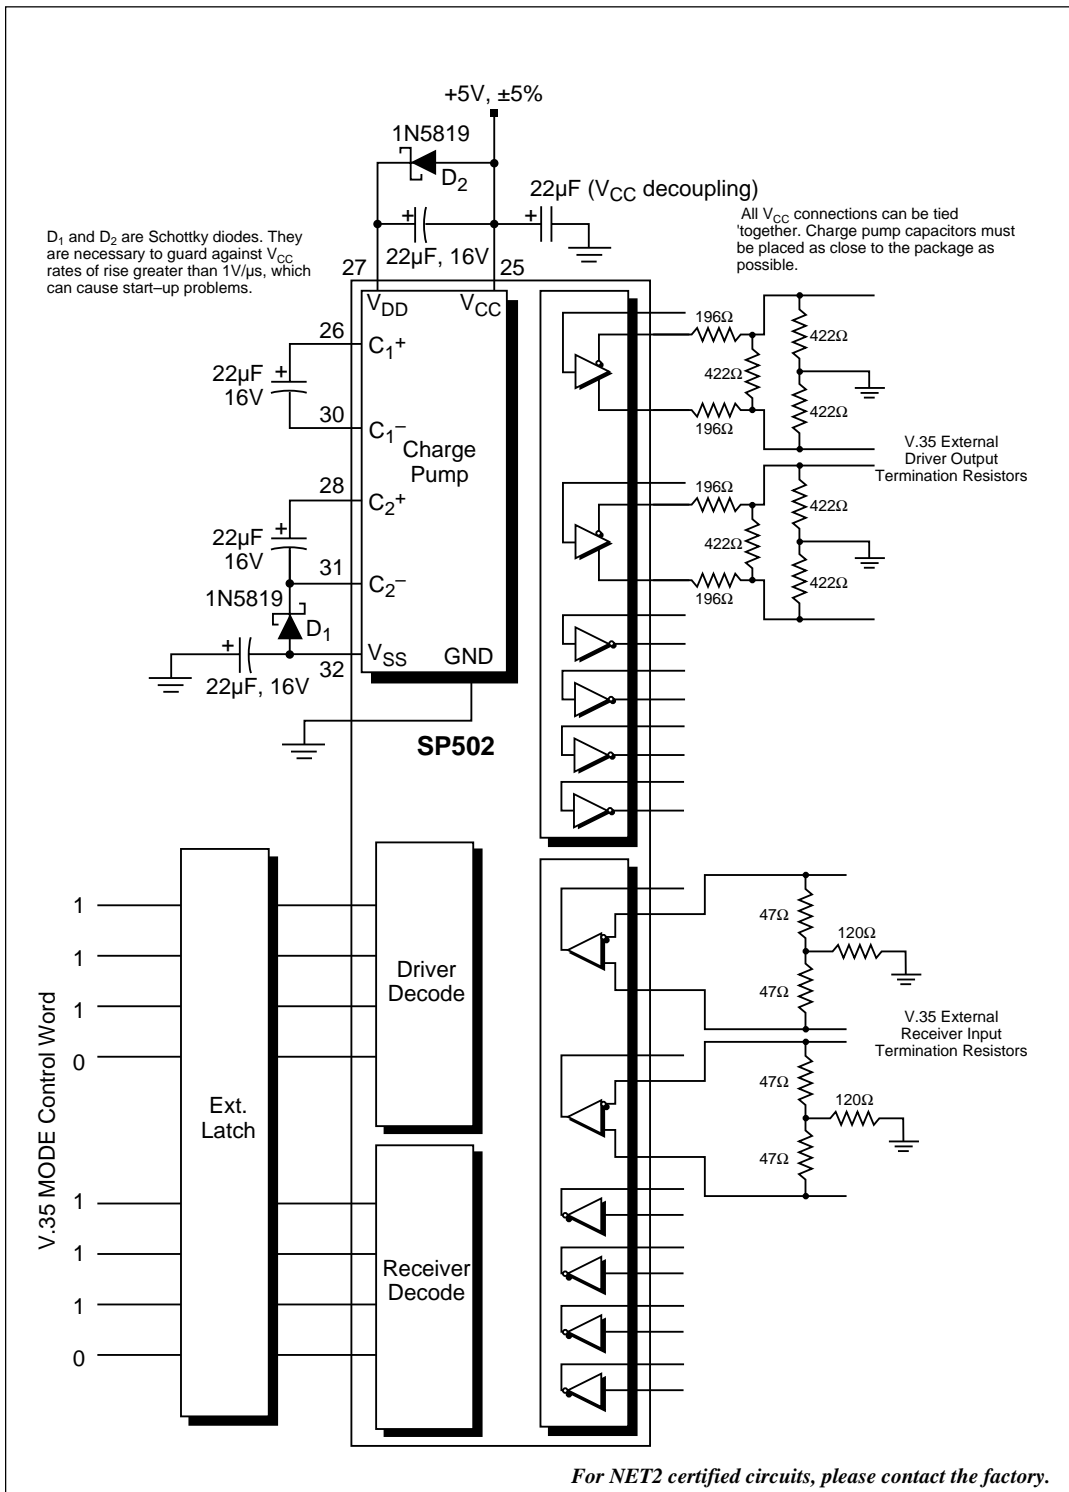 +5V, ±5%
1N5819
D2
22µF (VCC decoupling)
22µF, 16V
D1 and D2 are Schottky diodes. They
are necessary to guard against VCC
rates of rise greater than 1V/µs, which
can cause start–up problems.
All VCC connections can be tied
'together. Charge pump capacitors must
be placed as close to the package as
possible.
27
25
VDD
VCC
26
C1+
22µF
16V
30
C1–
Charge
Pump
28
C2+
22µF
16V
31
C2–
1N5819
D1
VSS
GND
32
22µF, 16V
SP502
196Ω
422Ω
422Ω
422Ω
196Ω
V.35 External
Driver Output
Termination Resistors
196Ω
422Ω
422Ω
422Ω
196Ω
V.35 MODE Control Word
1
1
1
0
1
1
1
0
Ext.
Latch
Driver
Decode
Receiver
Decode
47Ω
120Ω
47Ω
V.35 External
Receiver Input
Termination Resistors
47Ω
120Ω
47Ω
For NET2 certified circuits, please contact the factory.